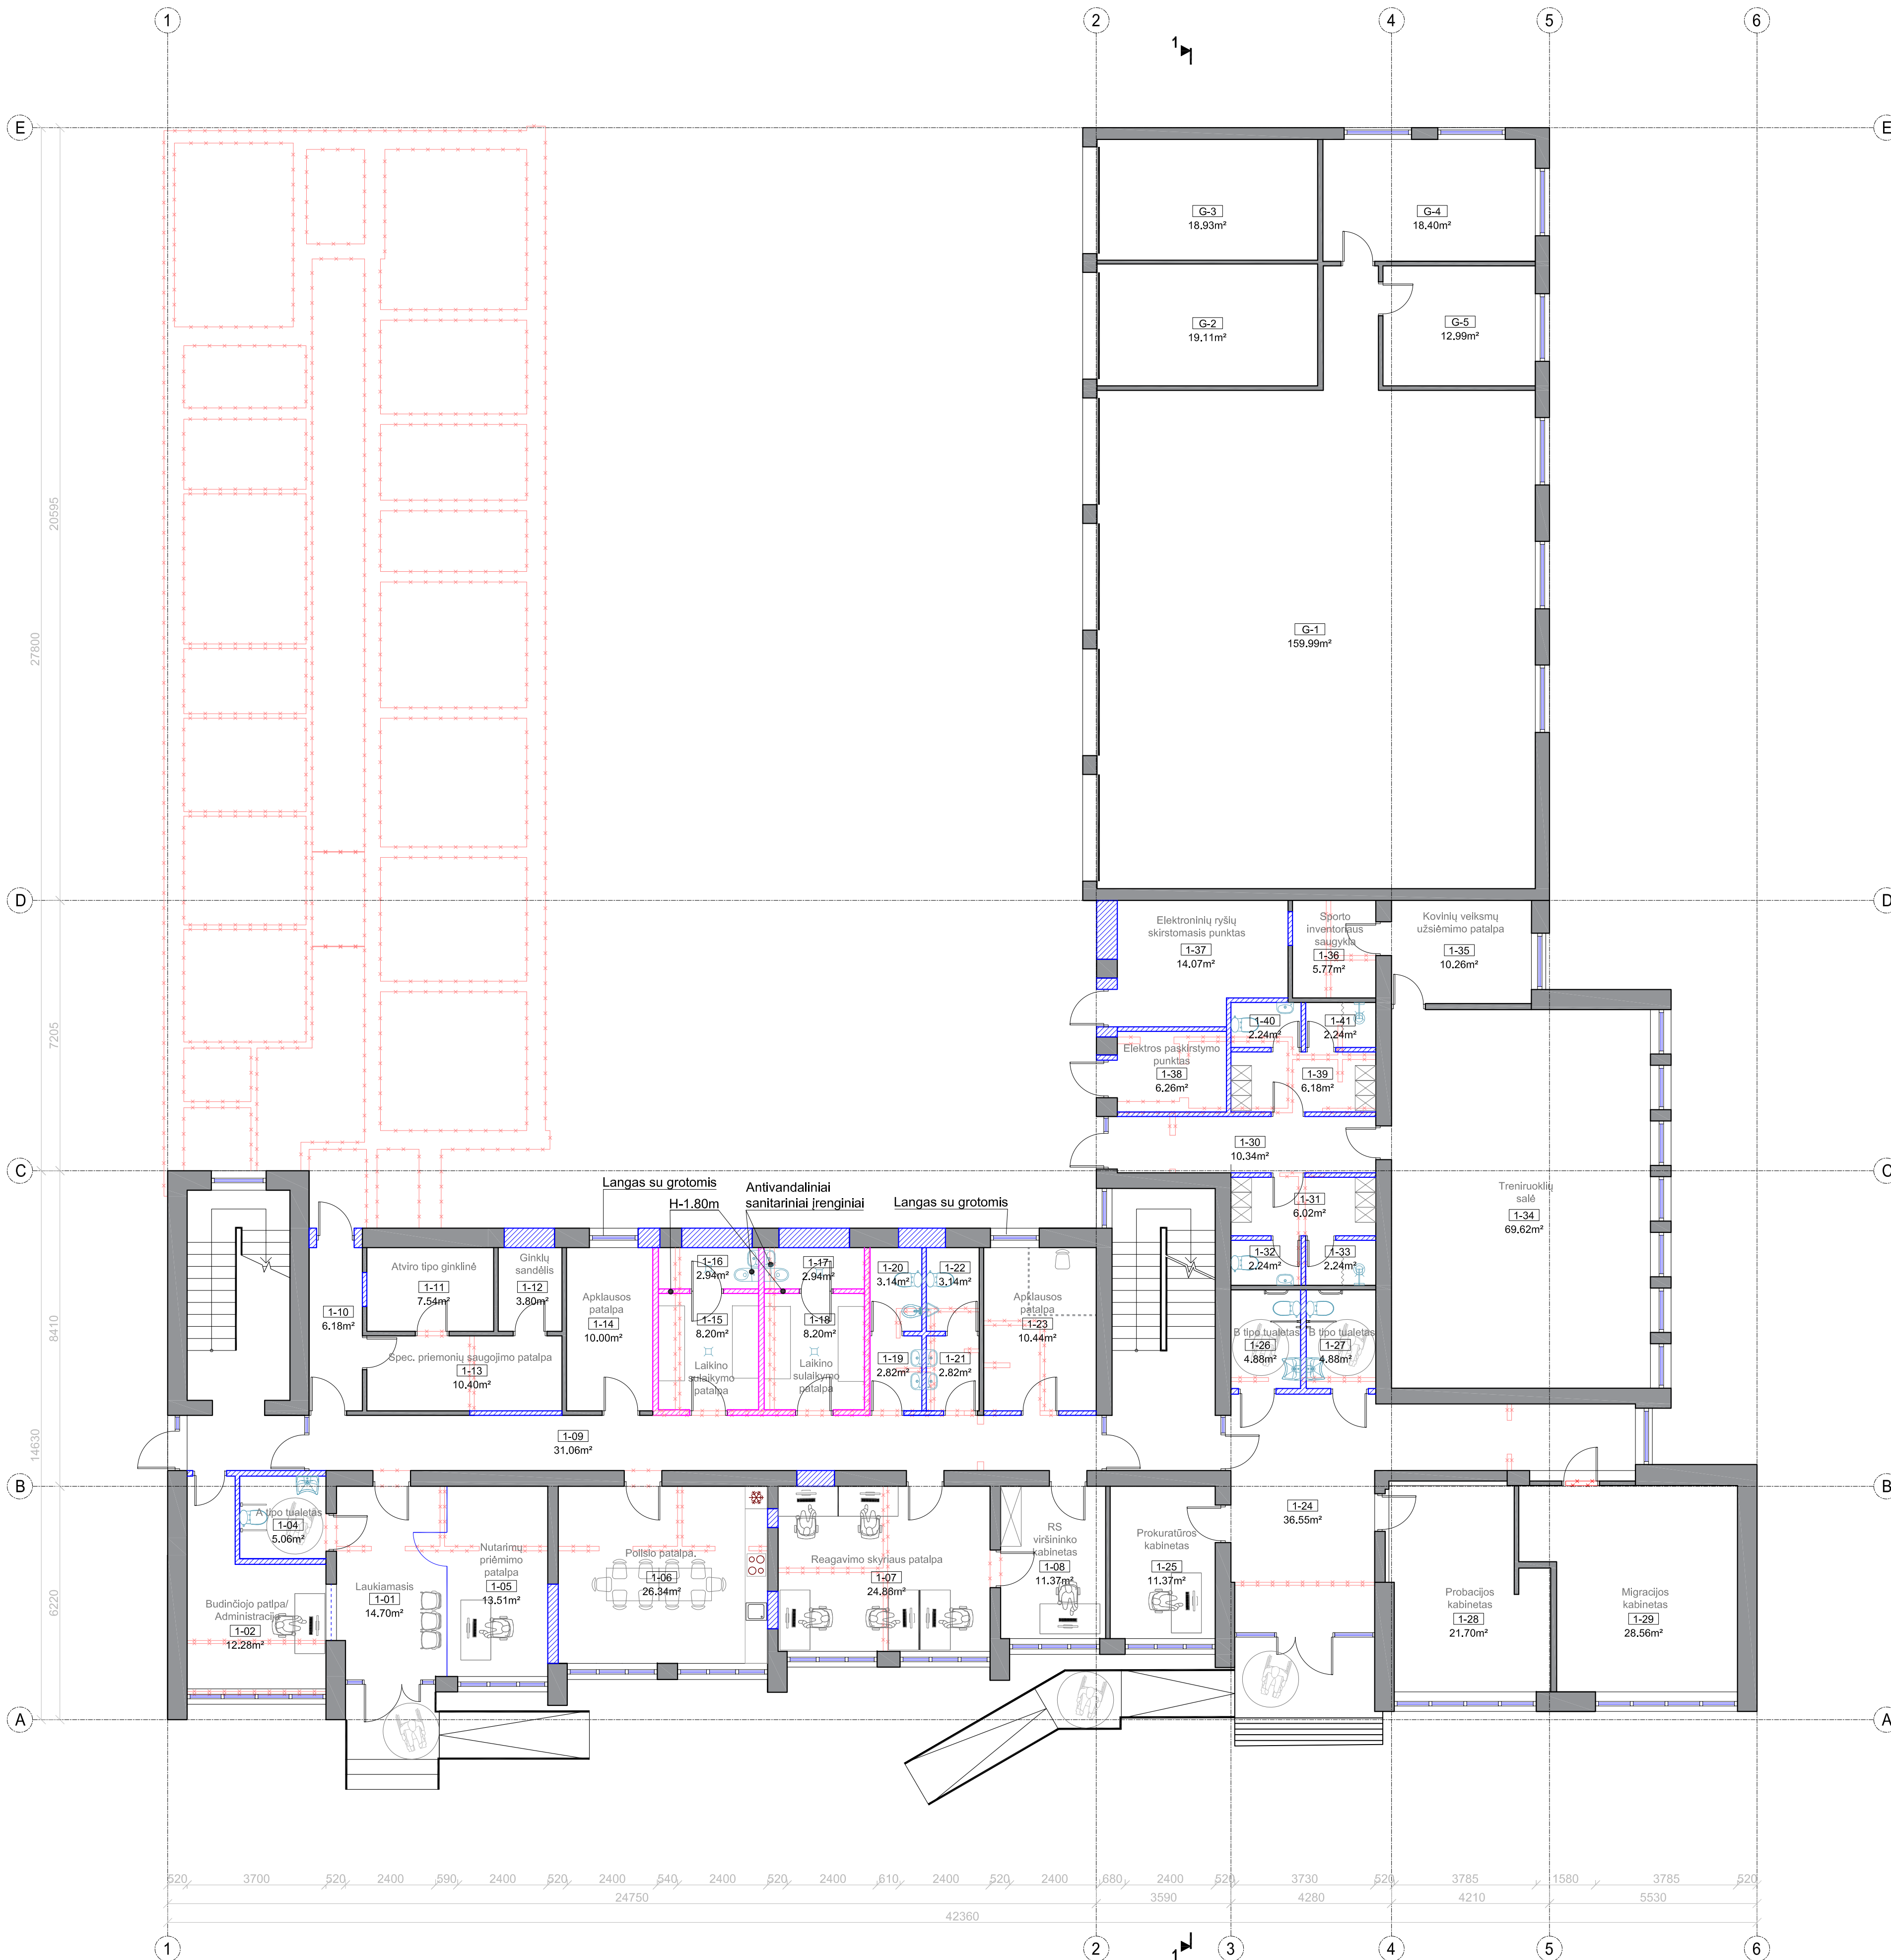 1
2
4
5
6
1
E
E
G-3
18.93m²
G-4
18.40m²
G-2
19.11m²
G-5
12.99m²
20595
27800
G-1
159.99m²
D
D
Elektroninių ryšių
skirstomasis punktas
1-37
14.07m²
Sporto
inventoriaus
saugykla
1-36
5.77m²
Kovinių veiksmų
užsiėmimo patalpa
1-35
10.26m²
7205
1-40
2.24m²
1-41
2.24m²
Elektros paskirstymo
punktas
1-38
6.26m²
1-39
6.18m²
1-30
10.34m²
C
C
Langas su grotomis
H-1.80m
Antivandaliniai
sanitariniai įrenginiai
Langas su grotomis
1-31
6.02m²
Treniruoklių
salė
1-34
69.62m²
1-32
2.24m²
1-33
2.24m²
Atviro tipo ginklinė
1-11
7.54m²
Ginklų
sandėlis
1-12
3.80m²
1-10
6.18m²
Apklausos
patalpa
1-14
10.00m²
1-16
2.94m²
1-17
2.94m²
1-20
3.14m²
1-22
3.14m²
Apklausos
patalpa
1-23
10.44m²
1-15
8.20m²
1-18
8.20m²
Laikino
sulaikymo
patalpa
Laikino
sulaikymo
patalpa
1-19
2.82m²
1-21
2.82m²
B tipo tualetas
1-26
4.88m²
B tipo tualetas
1-27
4.88m²
Spec. priemonių saugojimo patalpa
1-13
10.40m²
8410
14630
1-09
31.06m²
B
B
A tipo tualetas
1-04
5.06m²
Nutarimų
priėmimo
patalpa
1-05
13.51m²
Poilsio patalpa.
1-06
26.34m²
Reagavimo skyriaus patalpa
1-07
24.86m²
RS
viršininko
kabinetas
1-08
11.37m²
Prokuratūros
kabinetas
1-25
11.37m²
1-24
36.55m²
Laukiamasis
1-01
14.70m²
Budinčiojo patlpa/
Administracija
1-02
12.28m²
Probacijos
kabinetas
1-28
21.70m²
Migracijos
kabinetas
1-29
28.56m²
6220
A
A
520 3700 520 2400 590 2400 520 2400 540 2400 520 2400 610 2400 520 2400 680 2400 520 3730 520 3785 1580 3785 520
24750 3590 4280 4210 5530
42360
1
2
1
3
4
5
6